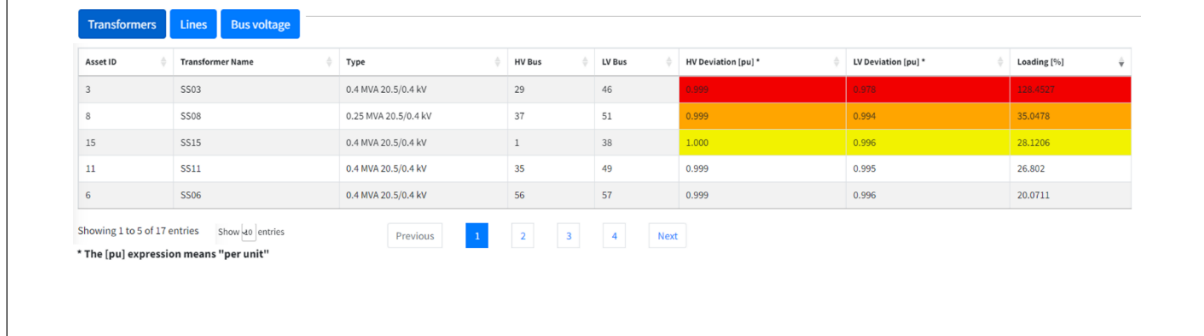 Transformers Lines Bus voltage
Asset ID Transformer Name Type HV Bus LV Bus HV Deviation [pu] * LV Deviation [pu] * Loading [%]
3 SS03 0.4 MVA 20.5/0.4 kV 29 46 0.999 0.978 128.4527
8 SS08 0.25 MVA 20.5/0.4 kV 37 51 0.999 0.994 35.0478
15 SS15 0.4 MVA 20.5/0.4 kV 1 38 1.000 0.996 28.1206
11 SS11 0.4 MVA 20.5/0.4 kV 35 49 0.999 0.995 26.802
6 SS06 0.4 MVA 20.5/0.4 kV 56 57 0.999 0.996 20.0711
Showing 1 to 5 of 17 entries Show entries Previous 1 2 3 4 Next
* The [pu] expression means "per unit"